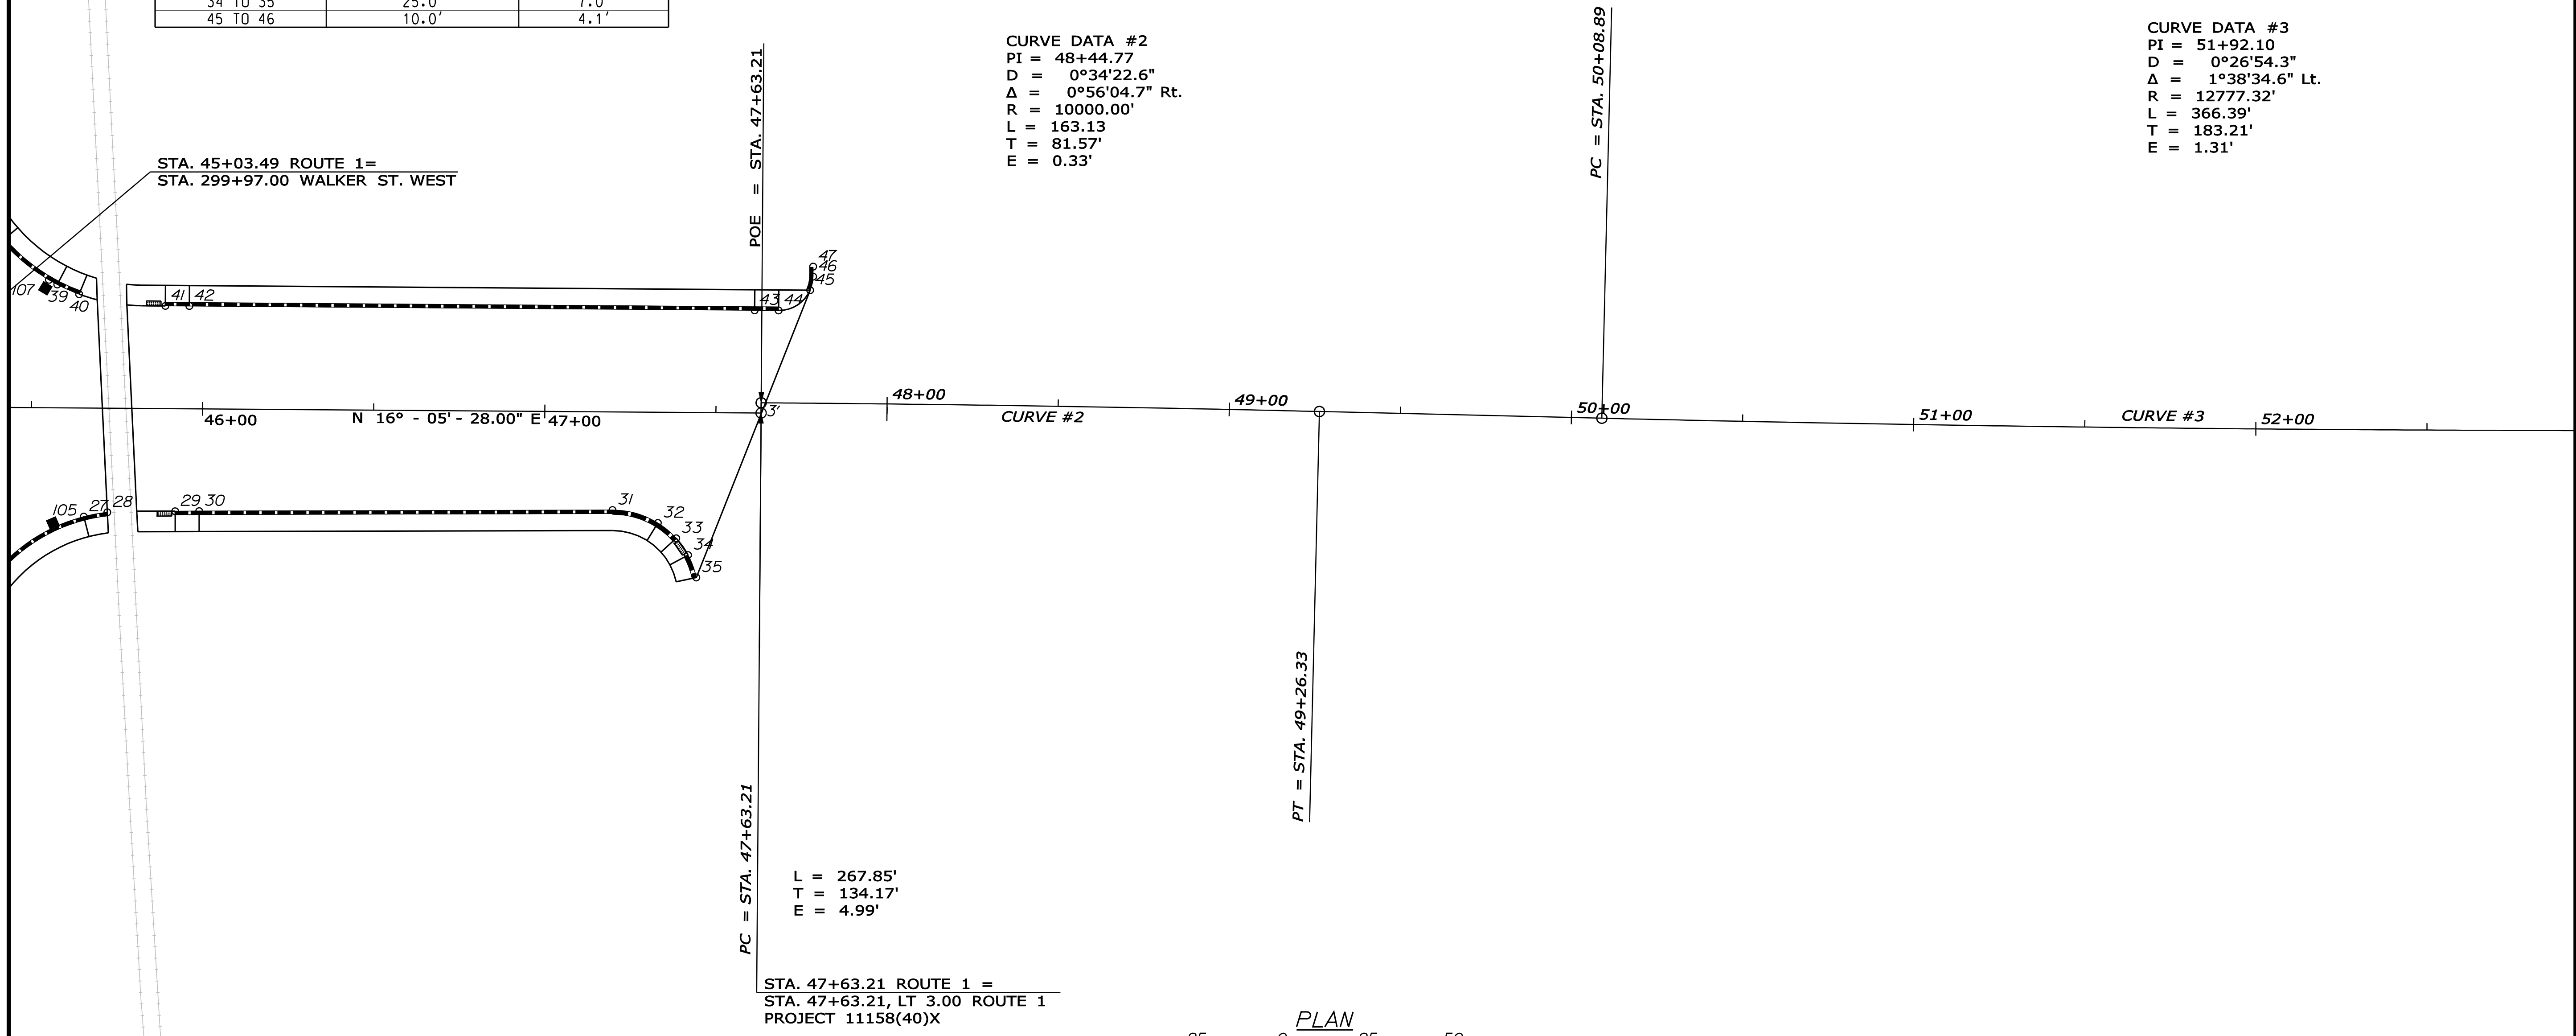 34 TO 35 25.0' 7.0'
45 TO 46 10.0' 4.1'
STA. 45+03.49 ROUTE 1=
STA. 299+97.00 WALKER ST. WEST
POE = STA. 47+63.21
CURVE DATA #2
PI = 48+44.77
D = 0°34'22.6"
Δ = 0°56'04.7" Rt.
R = 10000.00'
L = 163.13
T = 81.57'
E = 0.33'
PC = STA. 50+08.89
CURVE DATA #3
PI = 51+92.10
D = 0°26'54.3"
Δ = 1°38'34.6" Lt.
R = 12777.32'
L = 366.39'
T = 183.21'
E = 1.31'
107
39
40
41
42
43
44
47
46
45
46+00
N 16° - 05' - 28.00" E
47+00
3'
48+00
CURVE #2
49+00
50+00
51+00
CURVE #3
52+00
105
27
28
29
30
31
32
33
34
35
PC = STA. 47+63.21
PT = STA. 49+26.33
L = 267.85'
T = 134.17'
E = 4.99'
STA. 47+63.21 ROUTE 1 =
STA. 47+63.21, LT 3.00 ROUTE 1
PROJECT 11158(40)X
PLAN